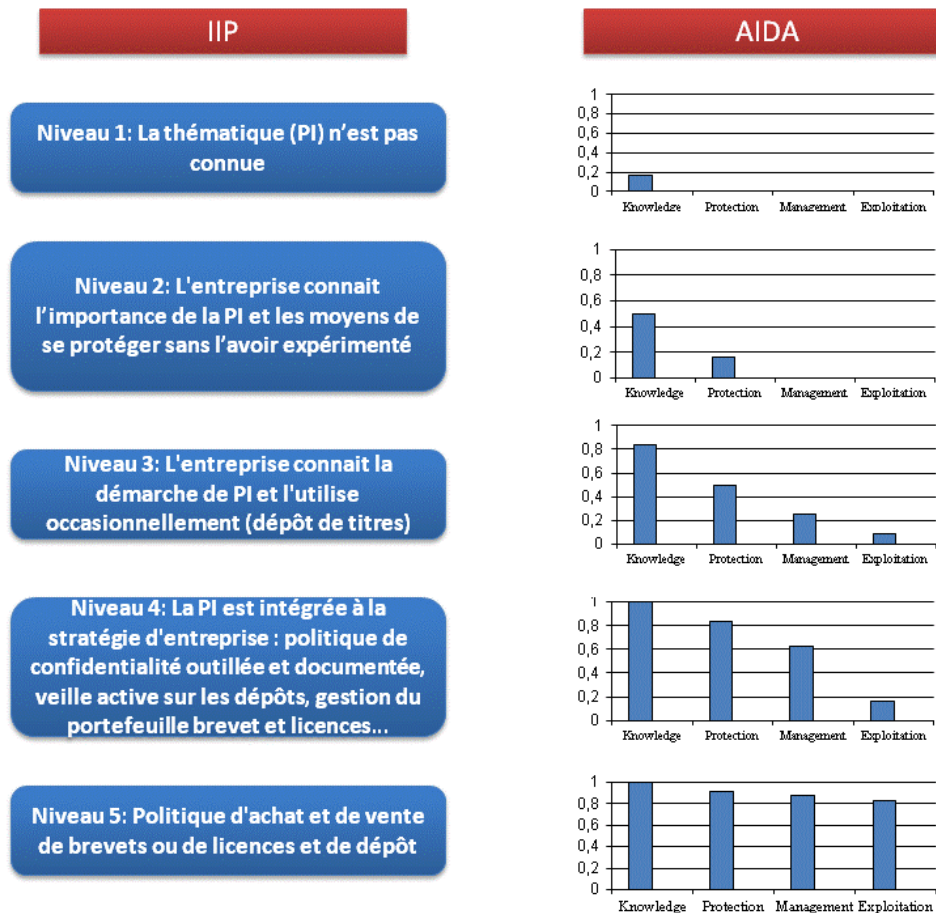 IIP
AIDA
Niveau 1: La thématique (PI) n’est pas
connue
1
0,8
0,6
0,4
0,2
0
Knowledge Protection Management Exploitation
Niveau 2: L'entreprise connait
l’importance de la PI et les moyens de
se protéger sans l’avoir expérimenté
1
0,8
0,6
0,4
0,2
0
Knowledge Protection Management Exploitation
Niveau 3: L'entreprise connait la
démarche de PI et l'utilise
occasionnellement (dépôt de titres)
1
0,8
0,6
0,4
0,2
0
Knowledge Protection Management Exploitation
Niveau 4: La PI est intégrée à la
stratégie d'entreprise : politique de
confidentialité outillée et documentée,
veille active sur les dépôts, gestion du
portefeuille brevet et licences...
1
0,8
0,6
0,4
0,2
0
Knowledge Protection Management Exploitation
Niveau 5: Politique d'achat et de vente
de brevets ou de licences et de dépôt
1
0,8
0,6
0,4
0,2
0
Knowledge Protection Management Exploitation